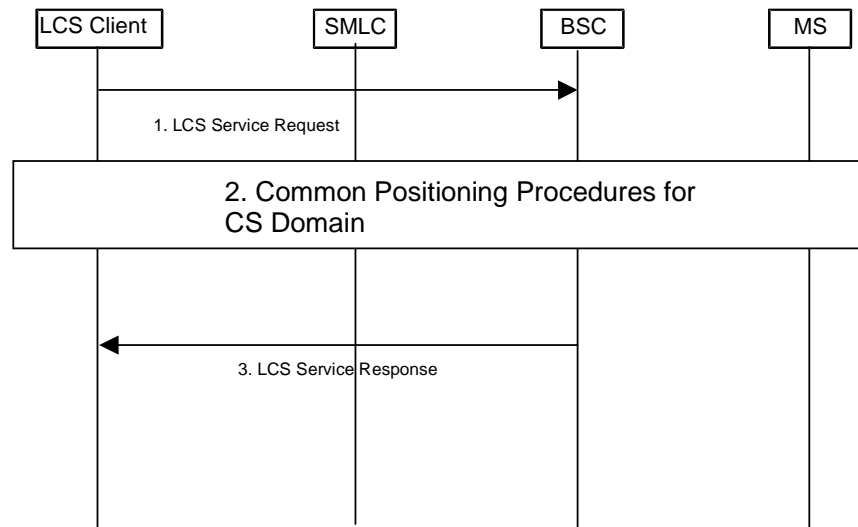 LCS Client
SMLC
BSC
MS
1. LCS Service Request
2. Common Positioning Procedures for
CS Domain
3. LCS Service Response